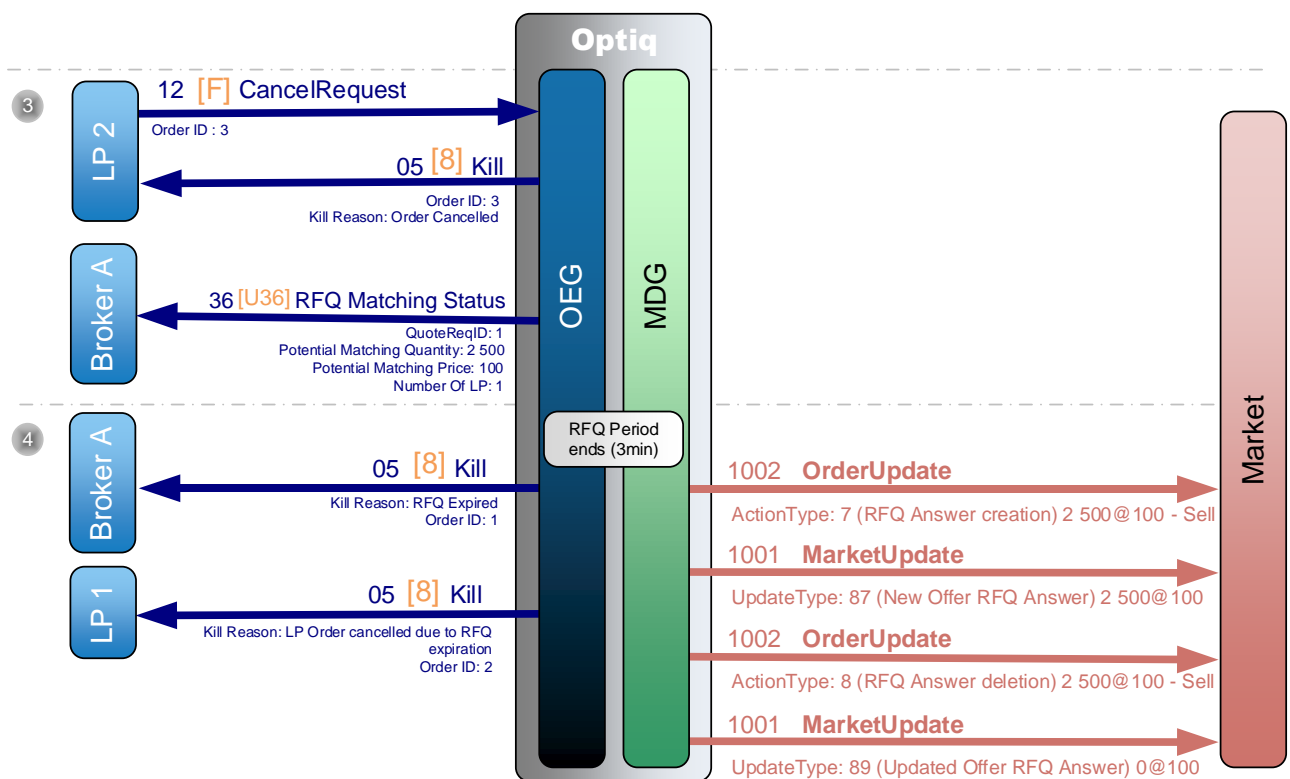 Optiq
3
LP 2
12 [F] CancelRequest
Order ID : 3
05 [8] Kill
Order ID: 3
Kill Reason: Order Cancelled
Broker A
36 [U36] RFQ Matching Status
QuoteReqID: 1
Potential Matching Quantity: 2 500
Potential Matching Price: 100
Number Of LP: 1
OEG
MDG
Market
4
RFQ Period
ends (3min)
Broker A
05 [8] Kill
Kill Reason: RFQ Expired
Order ID: 1
LP 1
05 [8] Kill
Kill Reason: LP Order cancelled due to RFQ
expiration
Order ID: 2
1002 OrderUpdate
ActionType: 7 (RFQ Answer creation) 2 500@100 - Sell
1001 MarketUpdate
UpdateType: 87 (New Offer RFQ Answer) 2 500@100
1002 OrderUpdate
ActionType: 8 (RFQ Answer deletion) 2 500@100 - Sell
1001 MarketUpdate
UpdateType: 89 (Updated Offer RFQ Answer) 0@100